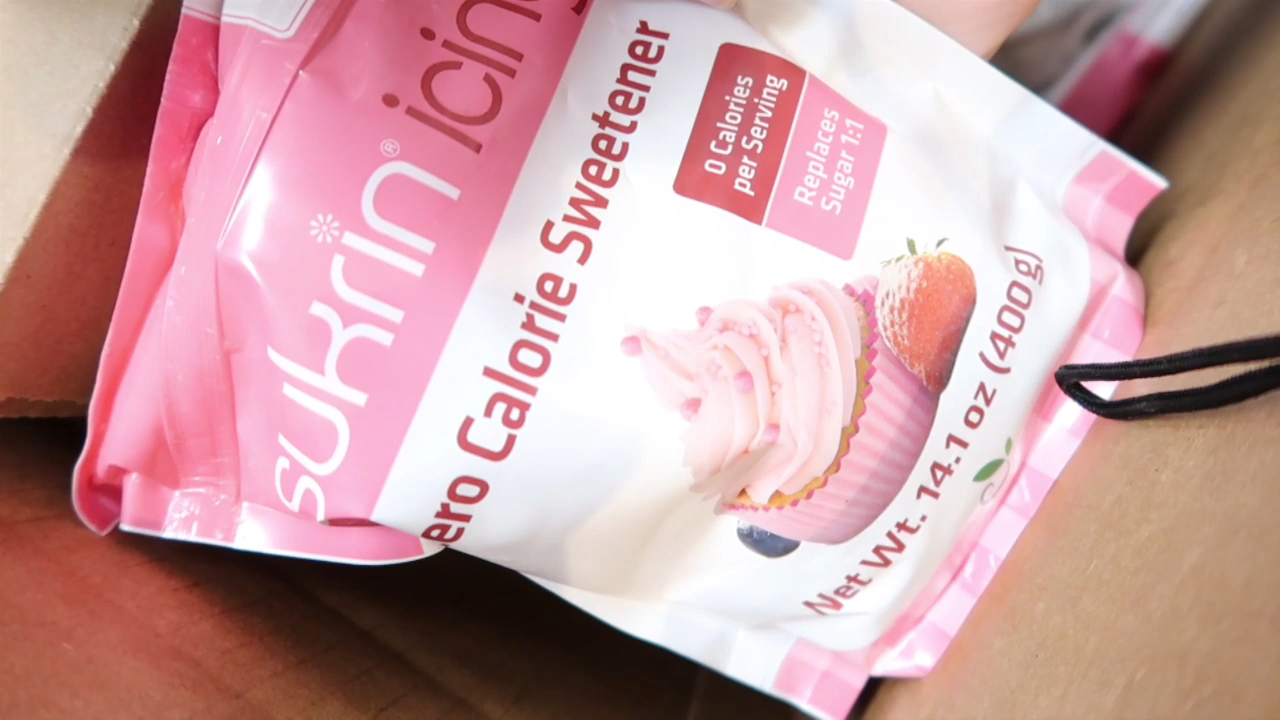 sukrin® icing
ero Calorie Sweetener
0 Calories
per Serving
Replaces
Sugar 1:1
Net Wt. 14.1 oz (400g)